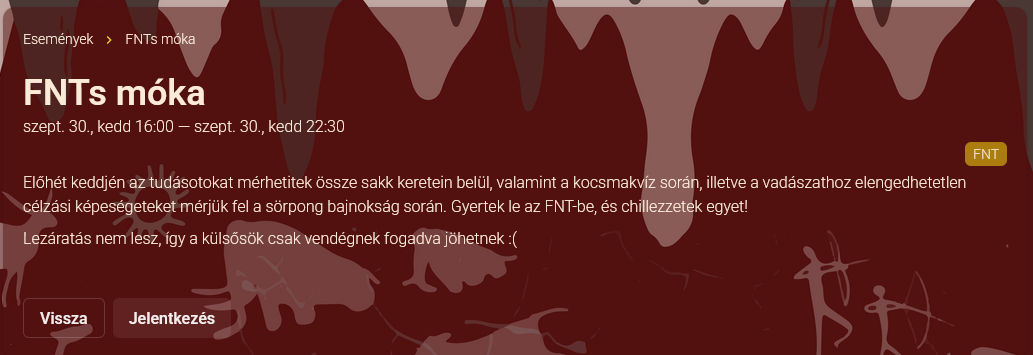 Események > FNTs móka
FNTs móka
szept. 30., kedd 16:00 — szept. 30., kedd 22:30
FNT
Előhét keddjén az tudásotokat mérhetitek össze sakk keretein belül, valamint a kocsmakvíz során, illetve a vadászathoz elengedhetetlen
célzási képeségeteket mérjük fel a sörpong bajnokság során. Gyertek le az FNT-be, és chillezzetek egyet!
Lezáratás nem lesz, így a külsősök csak vendégnek fogadva jöhetnek :(
Vissza Jelentkezés